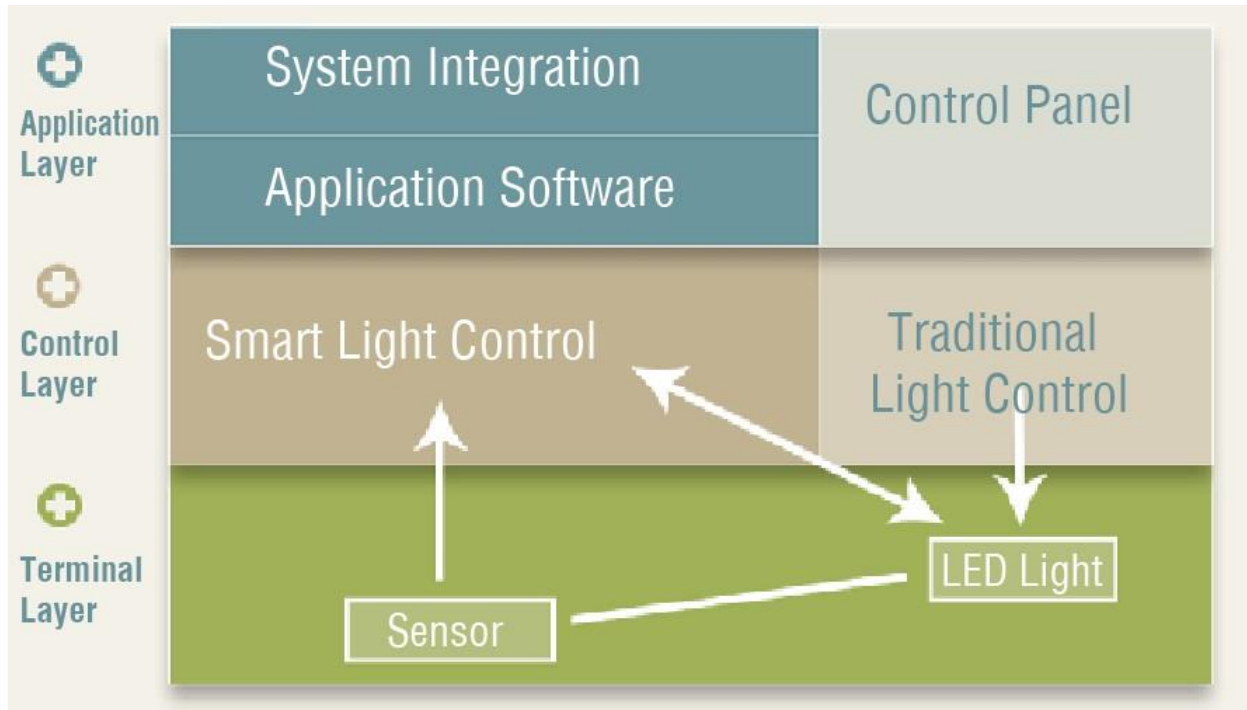 Application
Layer
System Integration
Application Software
Control Panel
Control
Layer
Smart Light Control
Traditional
Light Control
Terminal
Layer
Sensor
LED Light